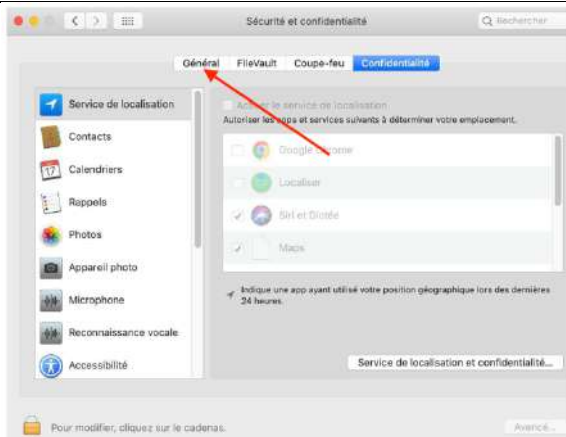 Sécurité et confidentialité
Rechercher
Général FileVault Coupe-feu Confidentialité
Service de localisation
Contacts
17
Calendriers
Rappels
Photos
Appareil photo
Microphone
Reconnaissance vocale
Accessibilité
Activer le service de localisation
Autoriser les apps et services suivants à déterminer votre emplacement.
Google Chrome
Localiser
Siri et Dictée
Maps
Indique une app ayant utilisé votre position géographique lors des dernières
24 heures.
Service de localisation et confidentialité...
Pour modifier, cliquez sur le cadenas.
Avancé...